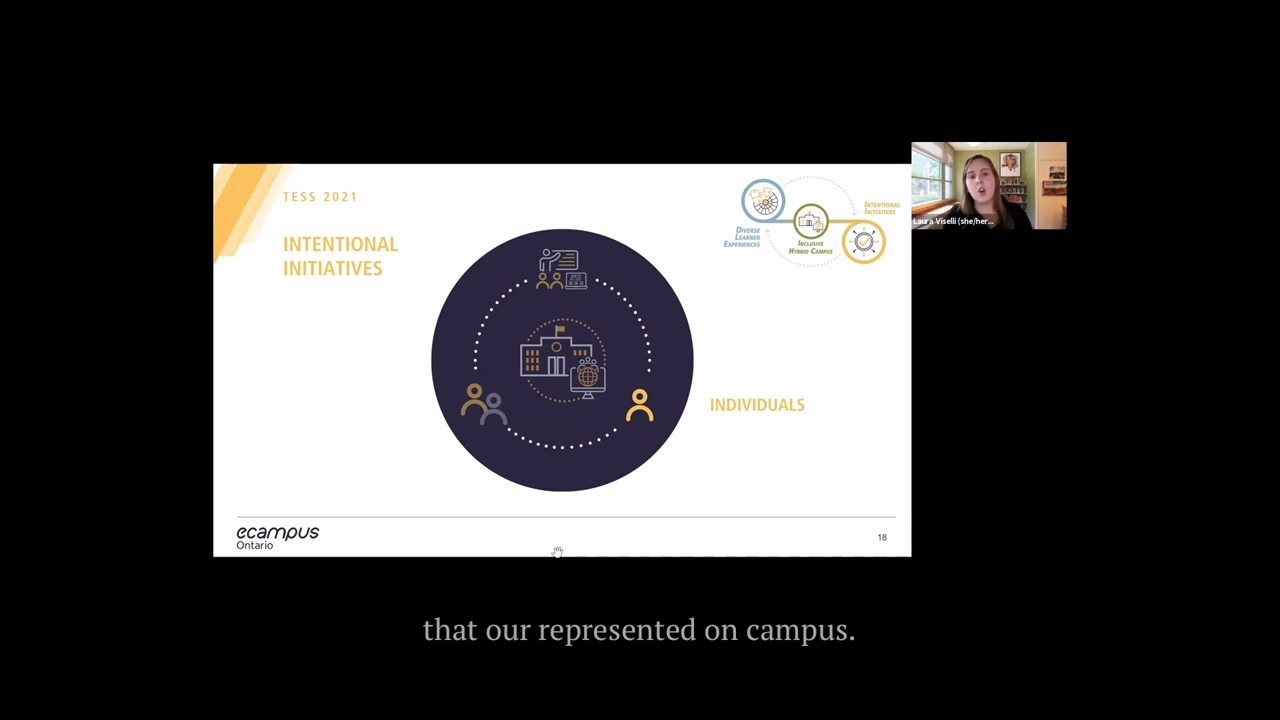 TESS 2021
INTENTIONAL
INITIATIVES
INTENTIONAL
INITIATIVES
DIVERSE
LEARNER
EXPERIENCES
INCLUSIVE
HYBRID CAMPUS
Laura Viselli (she/her...
INDIVIDUALS
ecampus
Ontario
18
that our represented on campus.